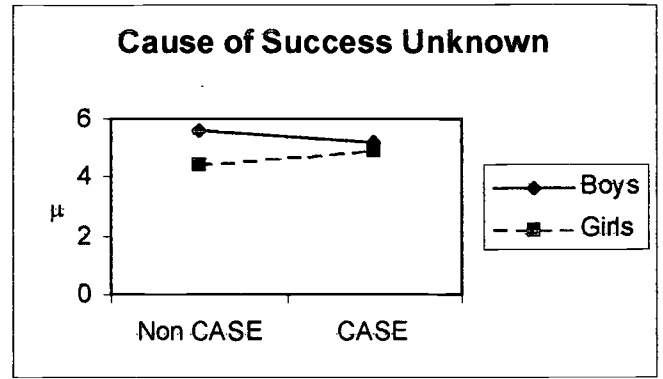 Cause of Success Unknown
6
4
μ
2
0
Non CASE
CASE
Boys
Girls